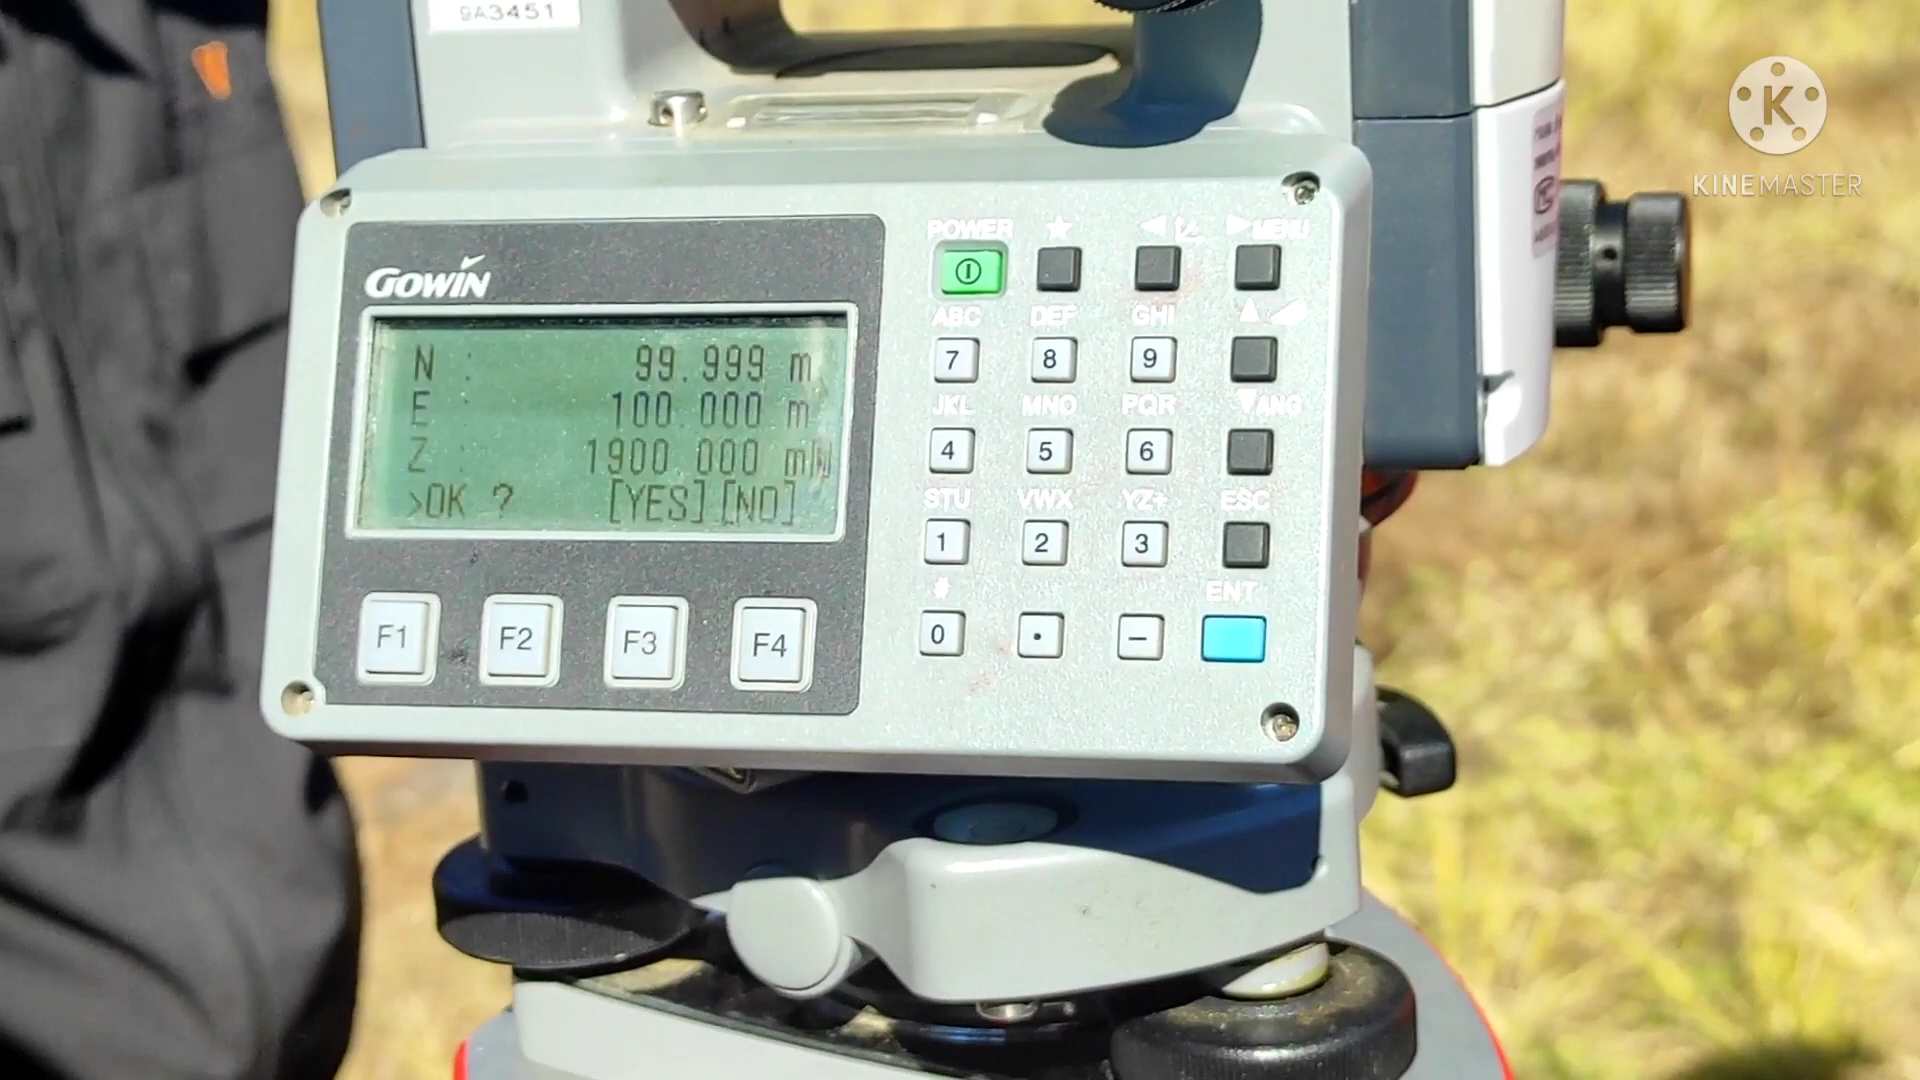 9A3451
K
KINEMASTER
GOWIN
N : 99.999 m
E : 100.000 m
Z : 1900.000 m
>OK ? [YES] [NO]
F1 F2 F3 F4
POWER ★ ◀ ▶ MENU
ABC DEF GHI ▲
7 8 9
JKL MNO PQR ▼ ANG
4 5 6
STU VWX YZ+ ESC
1 2 3
# ENT
0 . –